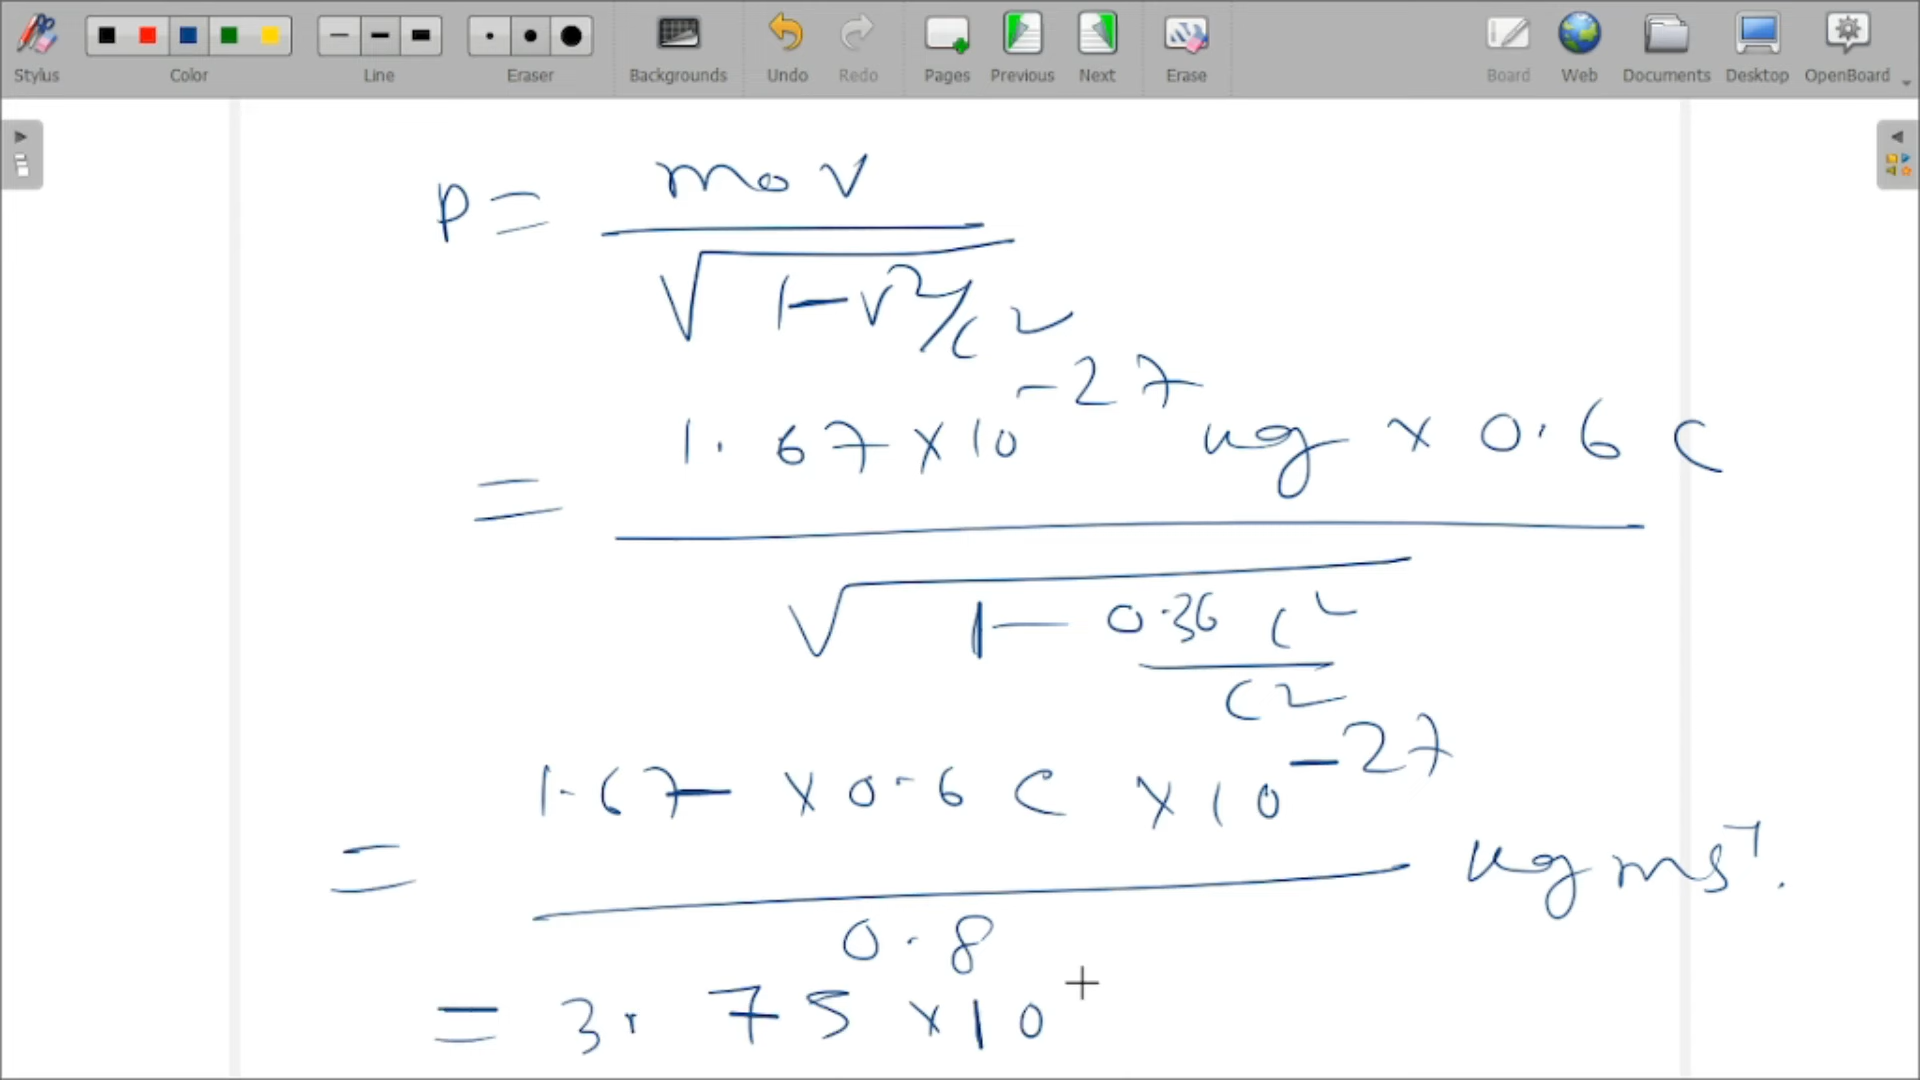 Stylus Color Line Eraser Backgrounds Undo Redo Pages Previous Next Erase Board Web Documents Desktop OpenBoard
p = m₀ v
√ 1 - v²/c²
= 1.67 × 10⁻²⁷ kg × 0.6 c
√ 1 - 0.36 c²
c²
1.67 × 0.6 c × 10⁻²⁷
= kg ms⁻¹.
0.8
= 3.75 × 10